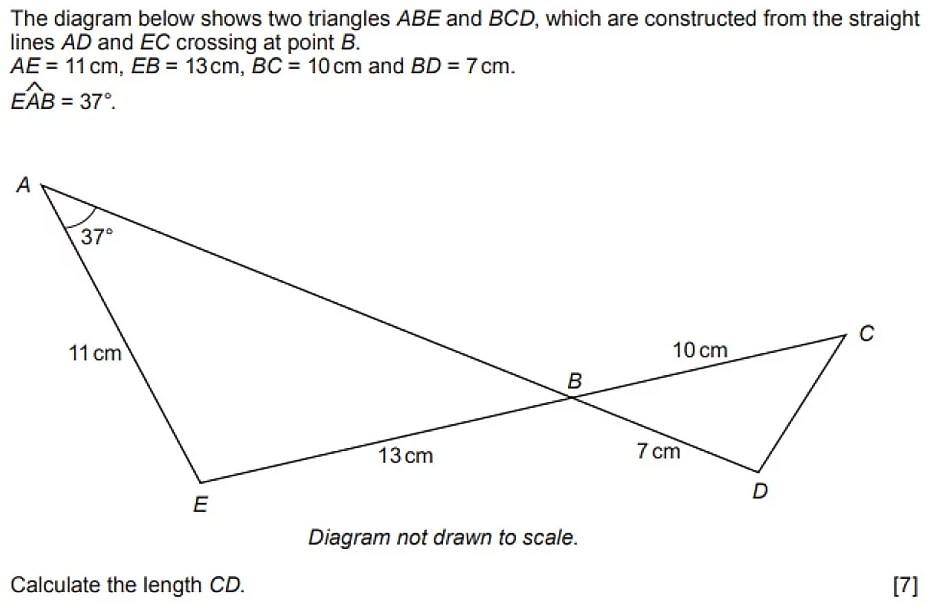 The diagram below shows two triangles ABE and BCD, which are constructed from the straight
lines AD and EC crossing at point B.
AE = 11 cm, EB = 13 cm, BC = 10 cm and BD = 7 cm.
EÂB = 37°.
A
37°
11 cm
C
10 cm
B
13 cm
7 cm
D
E
Diagram not drawn to scale.
Calculate the length CD. [7]